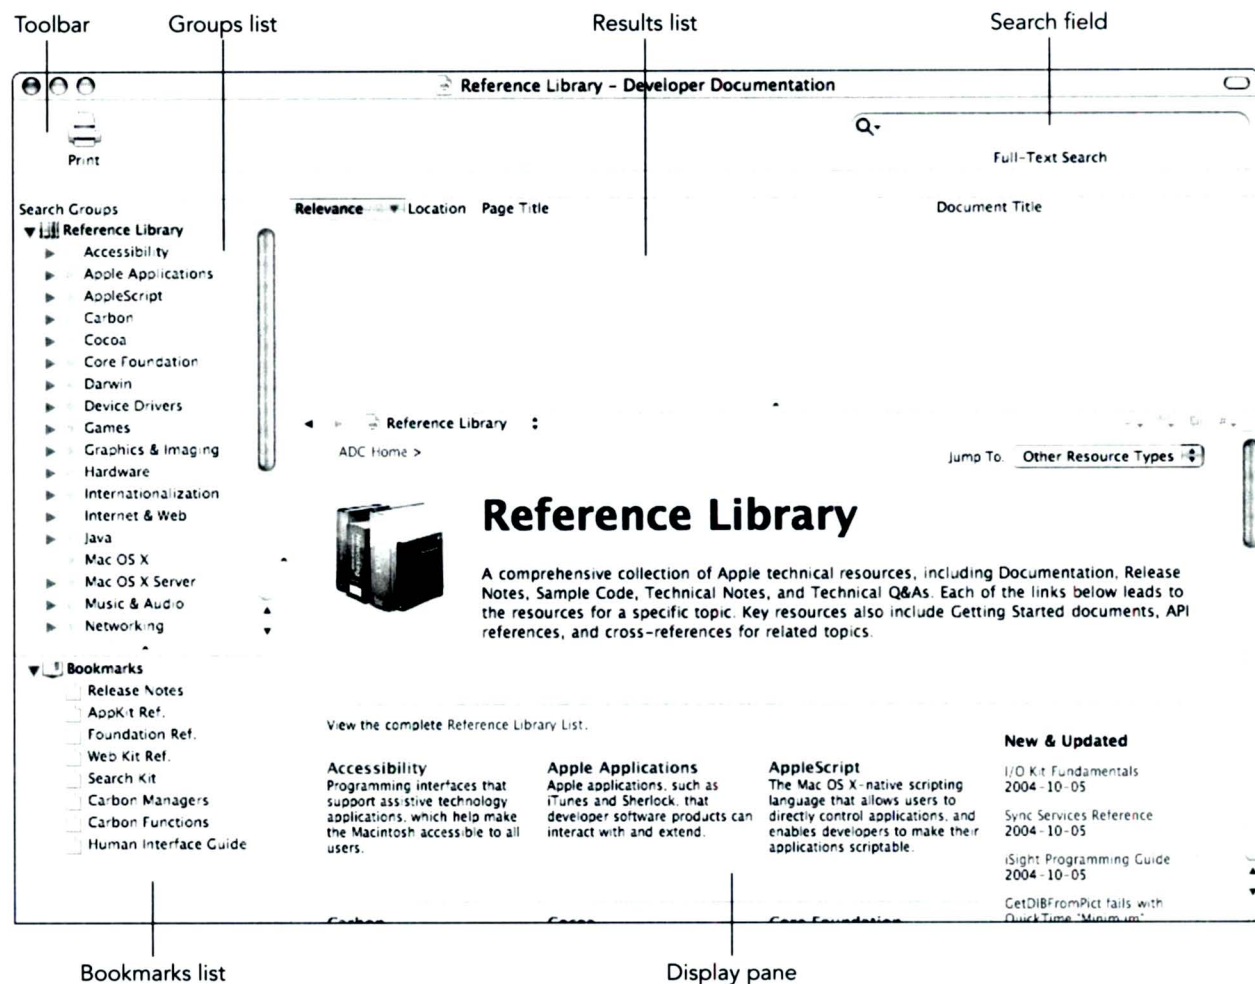 Toolbar
Groups list
Results list
Search field
Reference Library – Developer Documentation
Print
Full-Text Search
Search Groups
Relevance
Location
Page Title
Document Title
Reference Library
Accessibility
Apple Applications
AppleScript
Carbon
Cocoa
Core Foundation
Darwin
Device Drivers
Games
Graphics & Imaging
Hardware
Internationalization
Internet & Web
Java
Mac OS X
Mac OS X Server
Music & Audio
Networking
Bookmarks
Release Notes
AppKit Ref.
Foundation Ref.
Web Kit Ref.
Search Kit
Carbon Managers
Carbon Functions
Human Interface Guide
Reference Library
ADC Home >
Jump To: Other Resource Types
Reference Library
A comprehensive collection of Apple technical resources, including Documentation, Release
Notes, Sample Code, Technical Notes, and Technical Q&As. Each of the links below leads to
the resources for a specific topic. Key resources also include Getting Started documents, API
references, and cross-references for related topics.
View the complete Reference Library List.
Accessibility
Programming interfaces that
support assistive technology
applications, which help make
the Macintosh accessible to all
users.
Apple Applications
Apple applications, such as
iTunes and Sherlock, that
developer software products can
interact with and extend.
AppleScript
The Mac OS X-native scripting
language that allows users to
directly control applications, and
enables developers to make their
applications scriptable.
New & Updated
I/O Kit Fundamentals
2004-10-05
Sync Services Reference
2004-10-05
iSight Programming Guide
2004-10-05
GetDIBFromPict fails with
QuickTime "Minimum"
Carbon
Cocoa
Core Foundation
Bookmarks list
Display pane